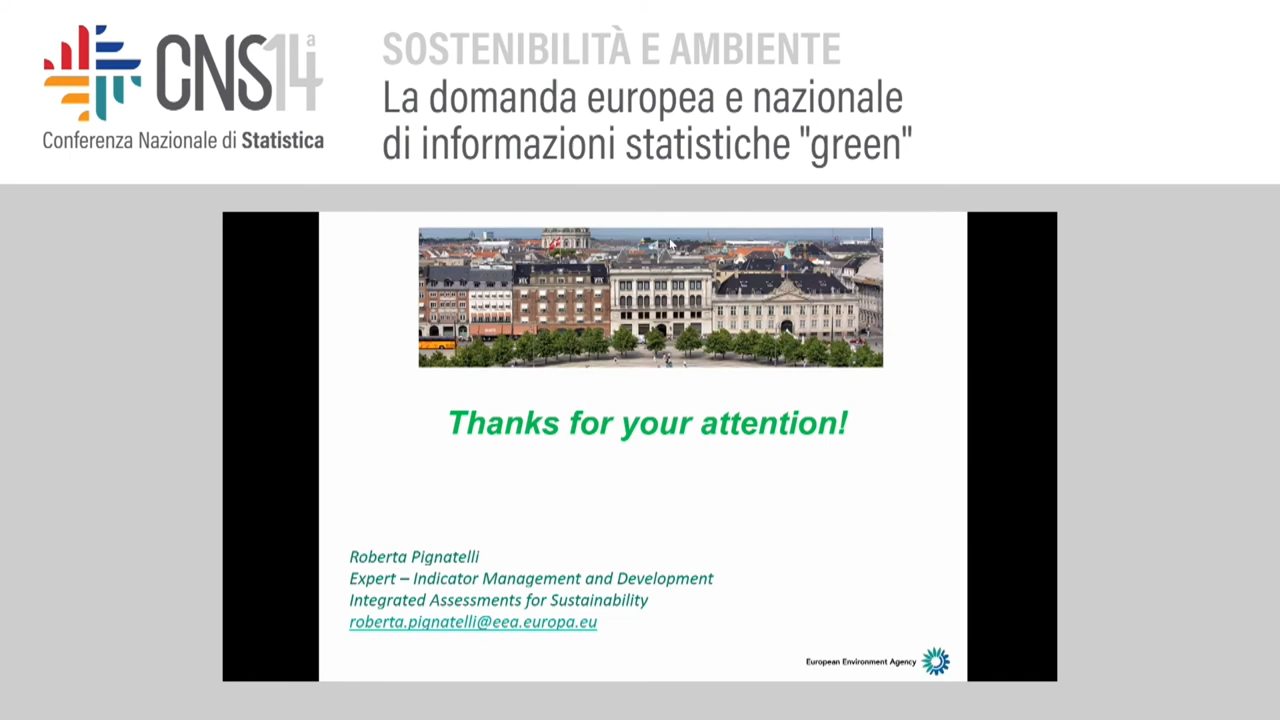 CNS14ª
Conferenza Nazionale di Statistica
SOSTENIBILITÀ E AMBIENTE
La domanda europea e nazionale
di informazioni statistiche "green"
Thanks for your attention!
Roberta Pignatelli
Expert – Indicator Management and Development
Integrated Assessments for Sustainability
roberta.pignatelli@eea.europa.eu
European Environment Agency